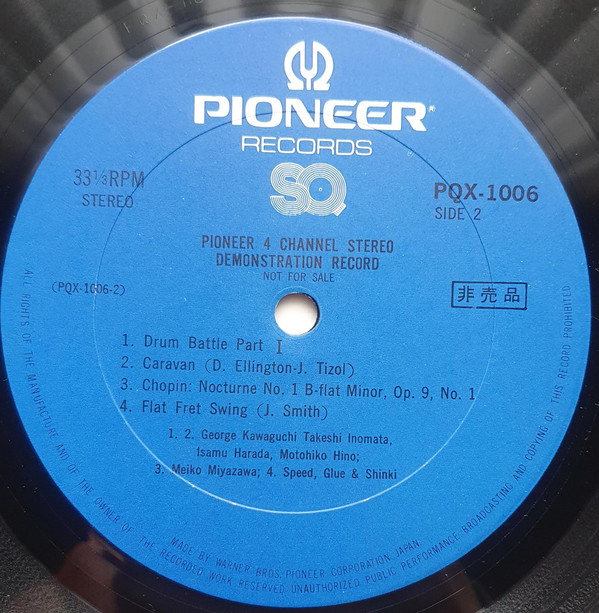 PIONEER®
RECORDS
SQ
33⅓RPM
STEREO
PQX-1006
SIDE 2
PIONEER 4 CHANNEL STEREO
DEMONSTRATION RECORD
NOT FOR SALE
(PQX-1006-2)
非売品
1. Drum Battle Part I
2. Caravan (D. Ellington-J. Tizol)
3. Chopin: Nocturne No. 1 B-flat Minor, Op. 9, No. 1
4. Flat Fret Swing (J. Smith)
1. 2. George Kawaguchi Takeshi Inomata,
Isamu Harada, Motohiko Hino;
3. Meiko Miyazawa; 4. Speed, Glue & Shinki
MADE BY WARNER BROS. PIONEER CORPORATION, JAPAN.
ALL RIGHTS OF THE MANUFACTURE AND OF THE OWNER OF THE RECORDED WORK RESERVED. UNAUTHORIZED PUBLIC PERFORMANCE BROADCASTING AND COPYING OF THIS RECORD PROHIBITED